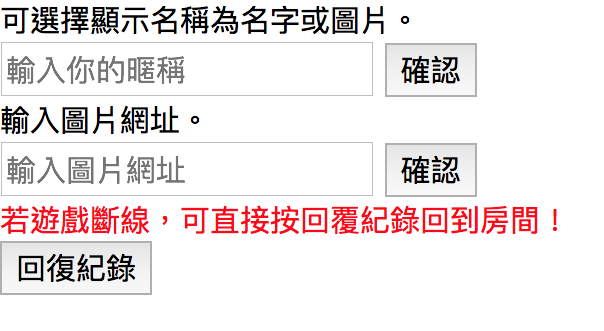 可選擇顯示名稱為名字或圖片。
輸入你的暱稱 確認
輸入圖片網址。
輸入圖片網址 確認
若遊戲斷線，可直接按回覆紀錄回到房間！
回復紀錄